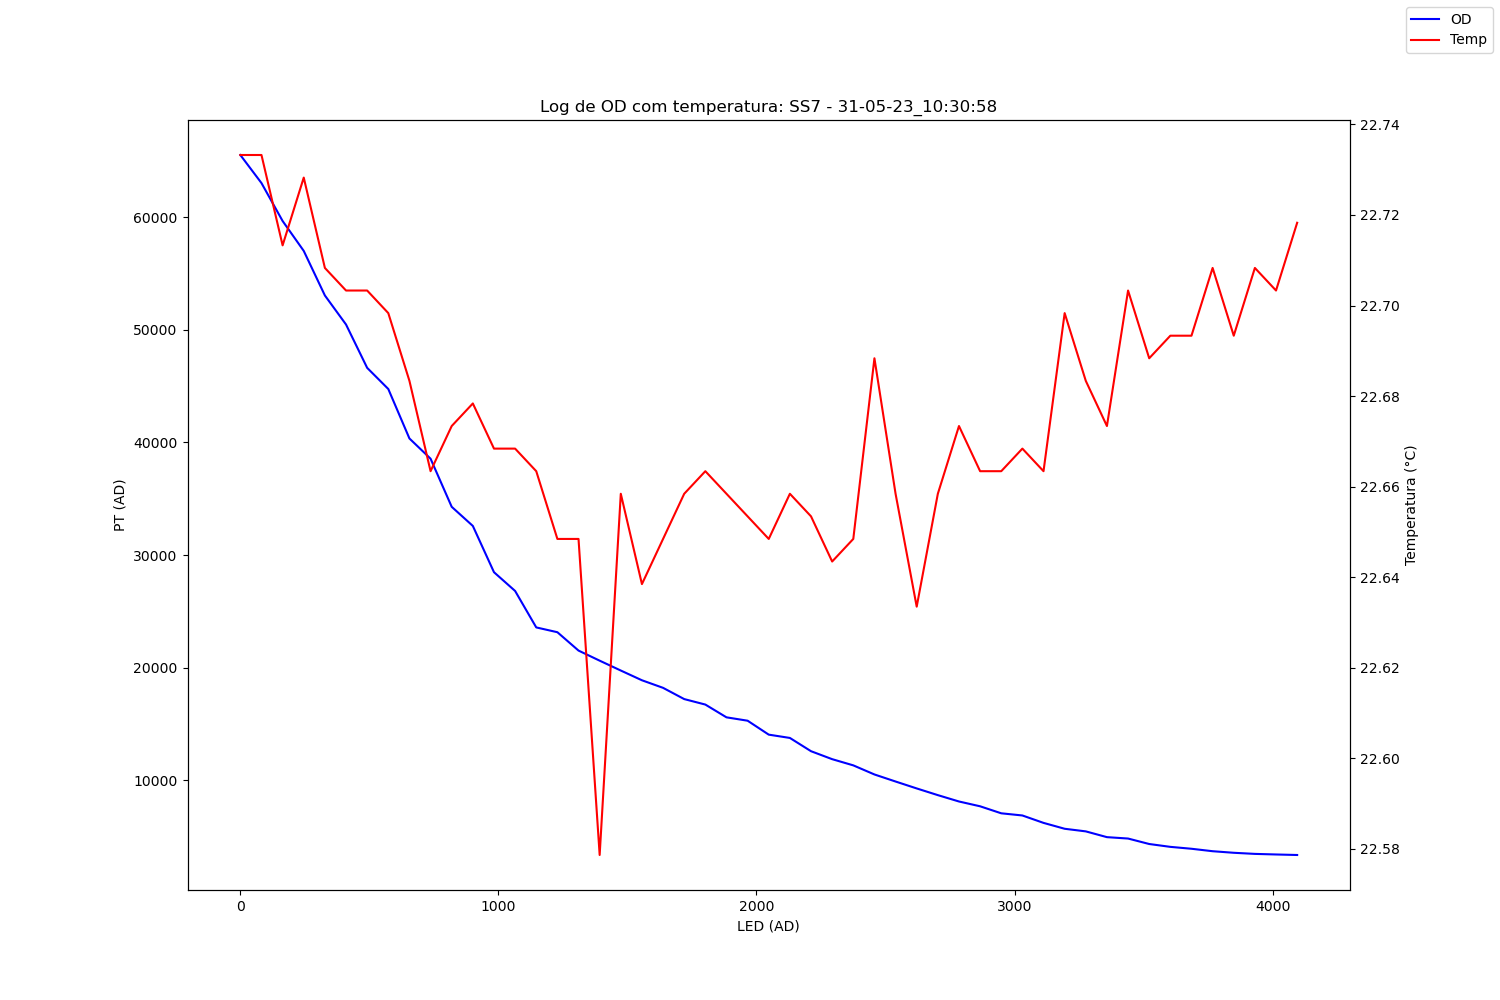 OD
Temp
Log de OD com temperatura: SS7 - 31-05-23_10:30:58
60000
50000
40000
30000
20000
10000
PT (AD)
22.74
22.72
22.70
22.68
22.66
22.64
22.62
22.60
22.58
Temperatura (°C)
0 1000 2000 3000 4000
LED (AD)